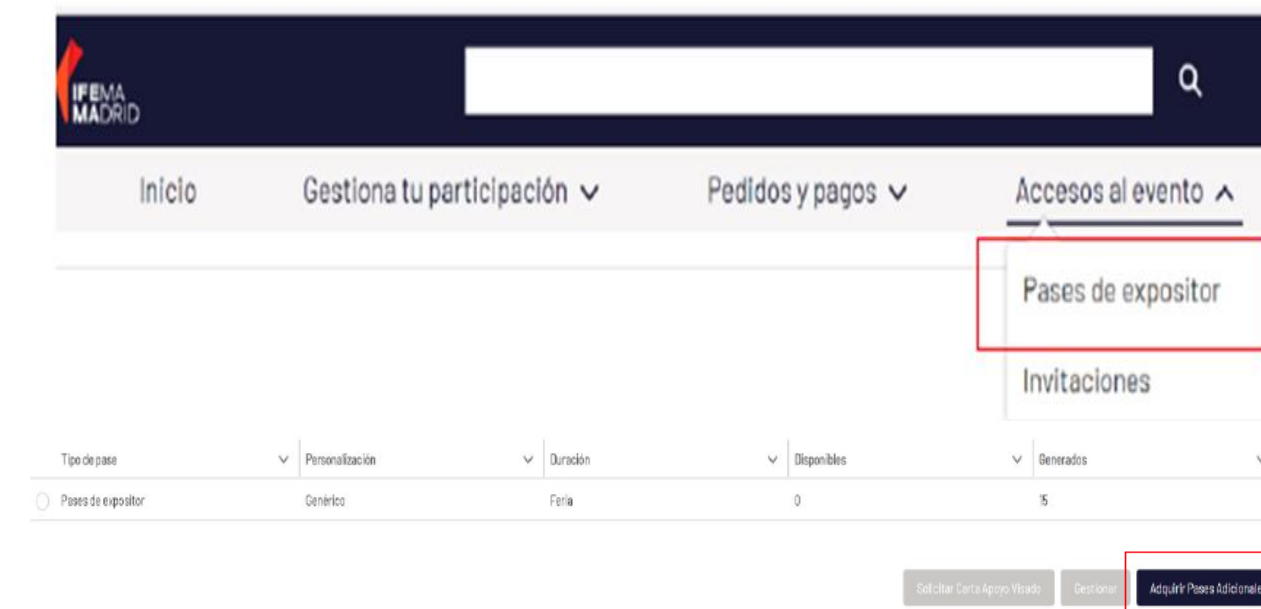 IFEMA
MADRID
Inicio Gestiona tu participación Pedidos y pagos Accesos al evento
Pases de expositor
Invitaciones
Tipo de pase Personalización Duración Disponibles Generados
Pases de expositor Genérico Feria 0 15
Solicitar Carta Apoyo Visado Gestionar Adquirir Pases Adicionale